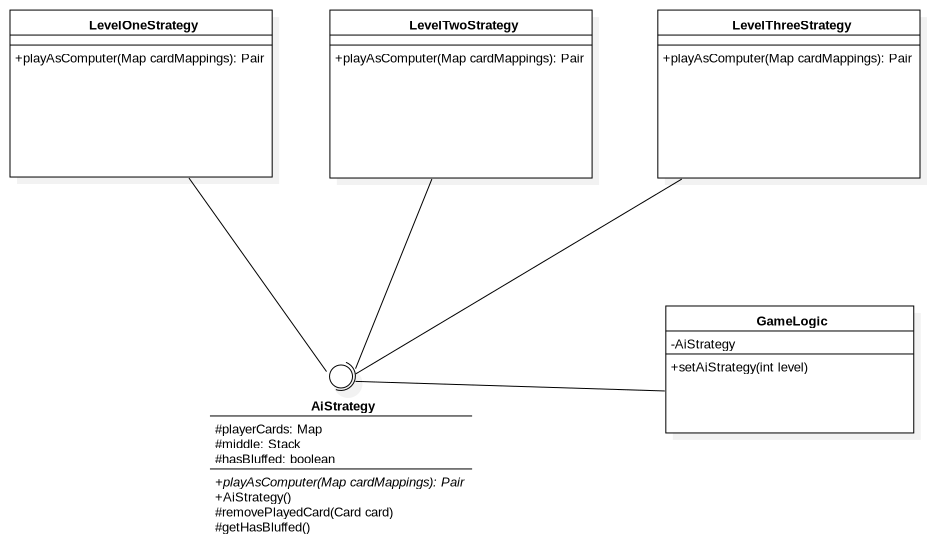 LevelOneStrategy
+playAsComputer(Map cardMappings): Pair
LevelTwoStrategy
+playAsComputer(Map cardMappings): Pair
LevelThreeStrategy
+playAsComputer(Map cardMappings): Pair
GameLogic
-AiStrategy
+setAiStrategy(int level)
AiStrategy
#playerCards: Map
#middle: Stack
#hasBluffed: boolean
+playAsComputer(Map cardMappings): Pair
+AiStrategy()
#removePlayedCard(Card card)
#getHasBluffed()